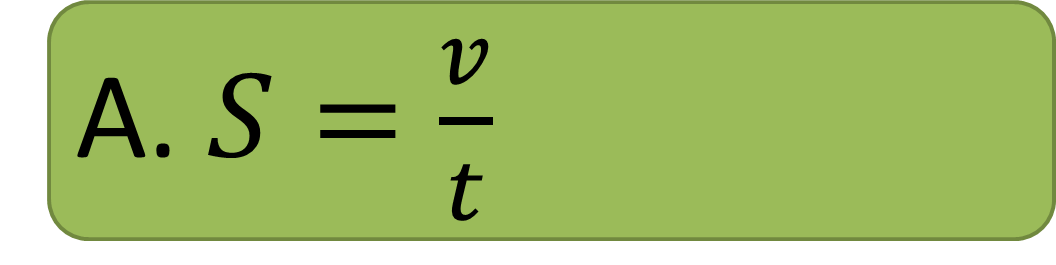 A. S = v/t